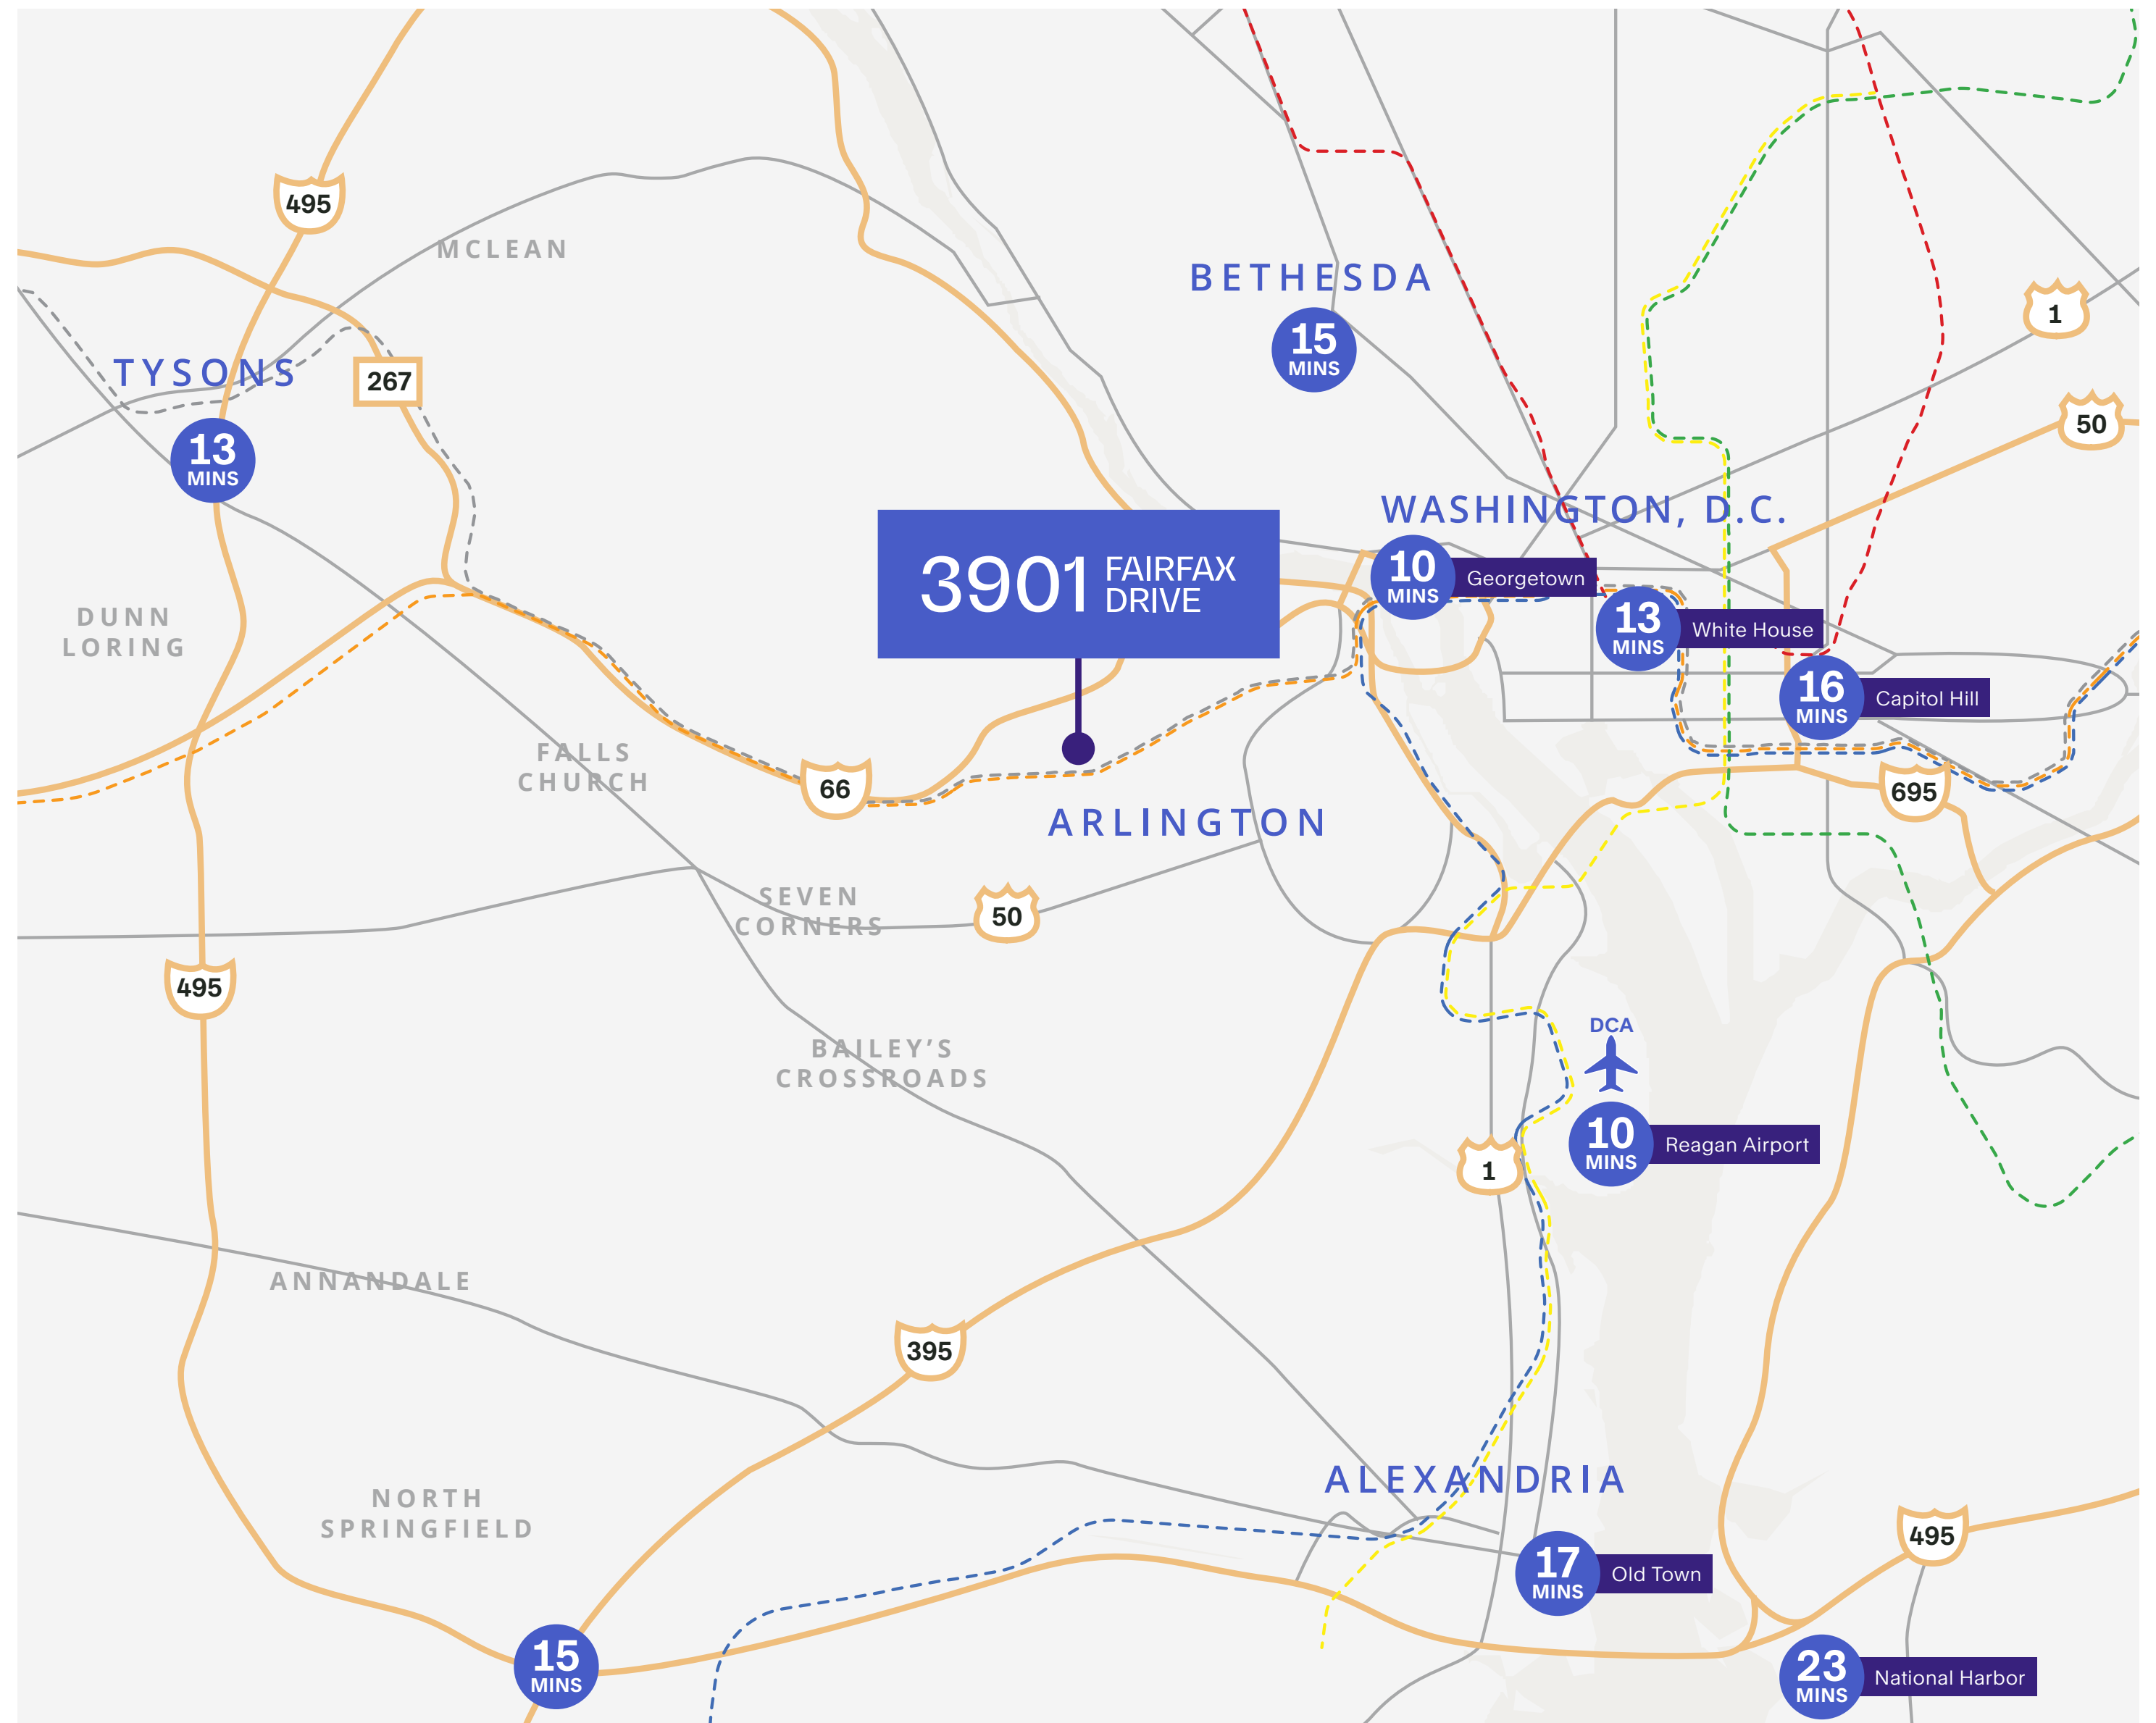 495
MCLEAN
BETHESDA
15
MINS
1
TYSONS
267
50
13
MINS
WASHINGTON, D.C.
3901 FAIRFAX
DRIVE
10
MINS
Georgetown
DUNN
LORING
13
MINS
White House
16
MINS
Capitol Hill
FALLS
CHURCH
66
695
ARLINGTON
SEVEN
CORNERS
50
495
DCA
BAILEY’S
CROSSROADS
10
MINS
Reagan Airport
1
ANNANDALE
395
ALEXANDRIA
NORTH
SPRINGFIELD
495
17
MINS
Old Town
15
MINS
23
MINS
National Harbor